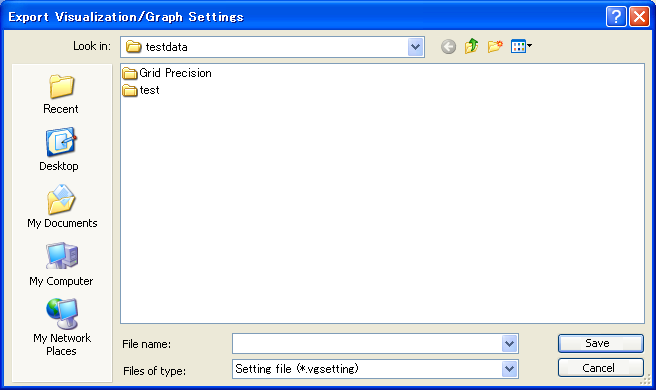 Export Visualization/Graph Settings
Look in: testdata
Grid Precision
test
Recent
Desktop
My Documents
My Computer
My Network
Places
File name:
Save
Files of type: Setting file (*.vgsetting)
Cancel